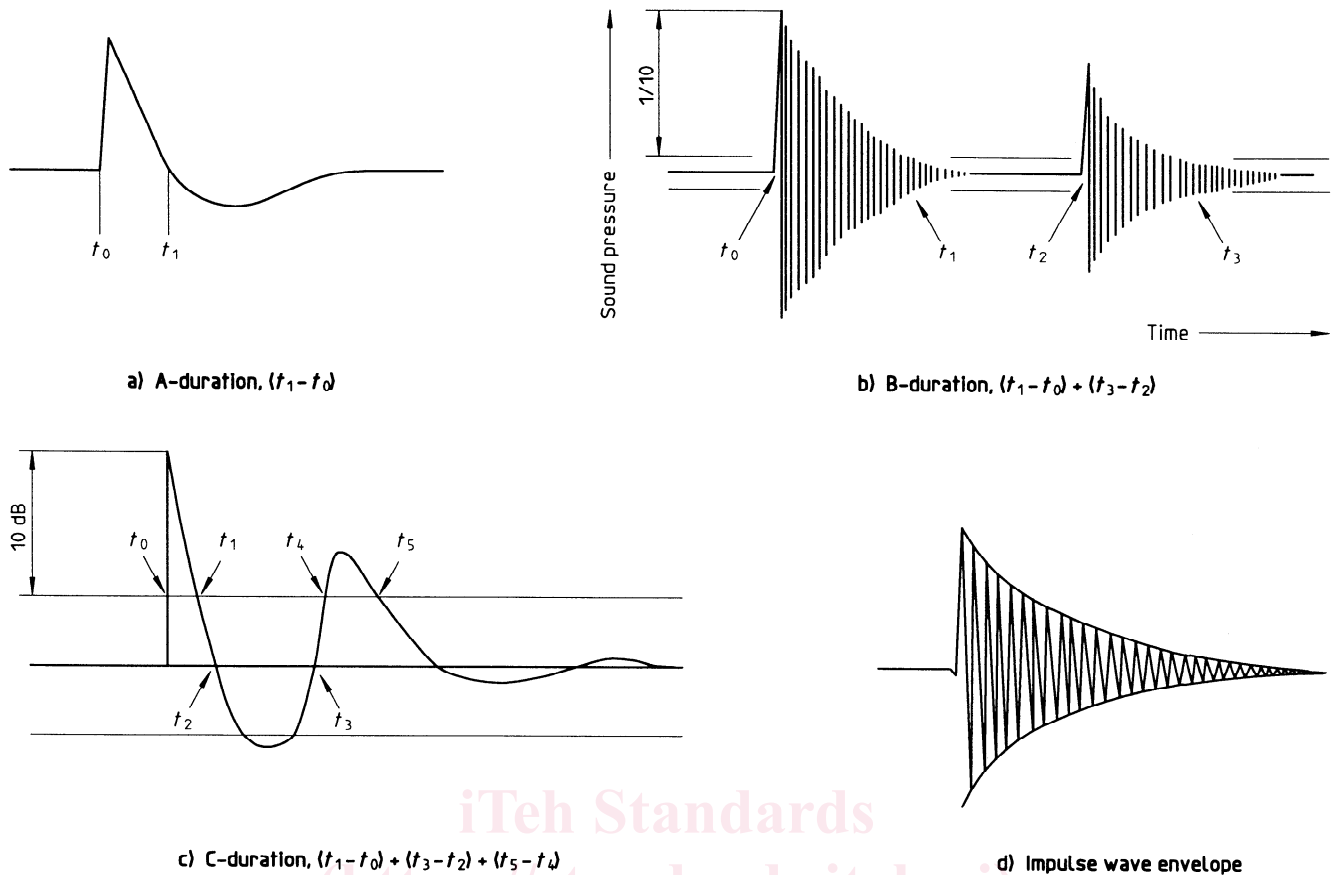 t0
t1
a) A-duration, (t1 - t0)
Sound pressure
1/10
t0
t1
t2
t3
Time
b) B-duration, (t1 - t0) + (t3 - t2)
10 dB
t0
t1
t4
t5
t2
t3
c) C-duration, (t1 - t0) + (t3 - t2) + (t5 - t4)
d) Impulse wave envelope
iTeh Standards